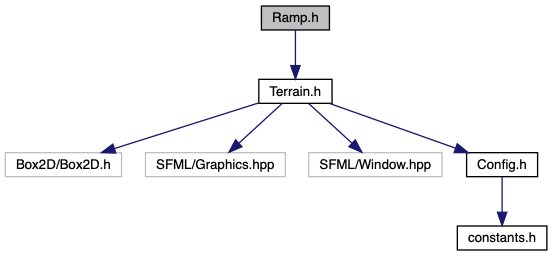 Ramp.h
Terrain.h
Box2D/Box2D.h
SFML/Graphics.hpp
SFML/Window.hpp
Config.h
constants.h